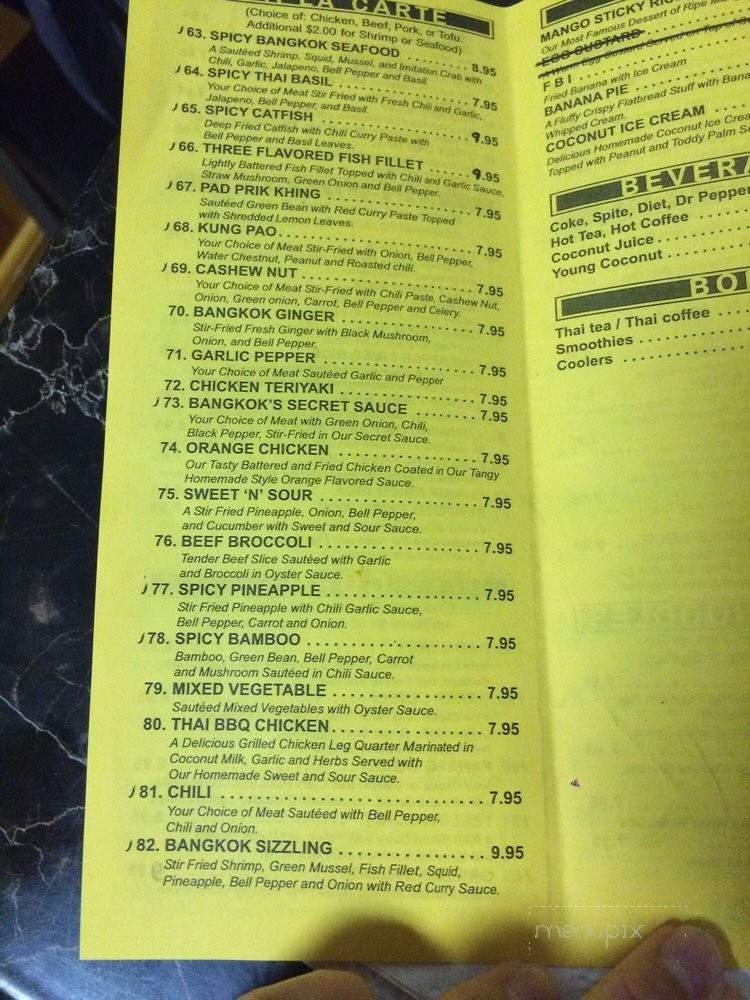 A LA CARTE
(Choice of: Chicken, Beef, Pork, or Tofu.
Additional $2.00 for Shrimp or Seafood)
63. SPICY BANGKOK SEAFOOD ........ 8.95
A Sautéed Shrimp, Squid, Mussel, and Imitation Crab with
Chili, Garlic, Jalapeno, Bell Pepper and Basil.
64. SPICY THAI BASIL .................... 7.95
Your Choice of Meat Stir Fried with Fresh Chili and Garlic,
Jalapeno, Bell Pepper, and Basil.
65. SPICY CATFISH ....................... 9.95
Deep Fried Catfish with Chili Curry Paste with
Bell Pepper and Basil Leaves.
66. THREE FLAVORED FISH FILLET ...... 9.95
Lightly Battered Fish Fillet Topped with Chili and Garlic Sauce,
Straw Mushroom, Green Onion and Bell Pepper.
67. PAD PRIK KHING ...................... 7.95
Sautéed Green Bean with Red Curry Paste Topped
with Shredded Lemon Leaves.
68. KUNG PAO............................ 7.95
Your Choice of Meat Stir-Fried with Onion, Bell Pepper,
Water Chestnut, Peanut and Roasted chili.
69. CASHEW NUT......................... 7.95
Your Choice of Meat Stir-Fried with Chili Paste, Cashew Nut,
Onion, Green onion, Carrot, Bell Pepper and Celery.
70. BANGKOK GINGER .................... 7.95
Stir-Fried Fresh Ginger with Black Mushroom,
Onion, and Bell Pepper.
71. GARLIC PEPPER ...................... 7.95
Your Choice of Meat Sautéed Garlic and Pepper
72. CHICKEN TERIYAKI ................... 7.95
73. BANGKOK'S SECRET SAUCE ........ 7.95
Your Choice of Meat with Green Onion, Chili,
Black Pepper, Stir-Fried in Our Secret Sauce.
74. ORANGE CHICKEN .................... 7.95
Our Tasty Battered and Fried Chicken Coated in Our Tangy
Homemade Style Orange Flavored Sauce.
75. SWEET 'N' SOUR ...................... 7.95
A Stir Fried Pineapple, Onion, Bell Pepper,
and Cucumber with Sweet and Sour Sauce.
76. BEEF BROCCOLI ...................... 7.95
Tender Beef Slice Sautéed with Garlic
and Broccoli in Oyster Sauce.
77. SPICY PINEAPPLE ..................... 7.95
Stir Fried Pineapple with Chili Garlic Sauce,
Bell Pepper, Carrot and Onion.
78. SPICY BAMBOO ....................... 7.95
Bamboo, Green Bean, Bell Pepper, Carrot
and Mushroom Sautéed in Chili Sauce.
79. MIXED VEGETABLE ................... 7.95
Sautéed Mixed Vegetables with Oyster Sauce.
80. THAI BBQ CHICKEN................... 7.95
A Delicious Grilled Chicken Leg Quarter Marinated in
Coconut Milk, Garlic and Herbs Served with
Our Homemade Sweet and Sour Sauce.
81. CHILI ................................. 7.95
Your Choice of Meat Sautéed with Bell Pepper,
Chili and Onion.
82. BANGKOK SIZZLING .................. 9.95
Stir Fried Shrimp, Green Mussel, Fish Fillet, Squid,
Pineapple, Bell Pepper and Onion with Red Curry Sauce.
MANGO STICKY
Our Most Famous Dessert of Ripe
EGG CUSTARD
F B I
Fried Banana with Ice Cream
BANANA PIE
A Fluffy Crispy Flatbread Stuff with
Whipped Cream.
COCONUT ICE CREAM
Delicious Homemade Coconut Ice
Topped with Peanut and Toddy Palm
BEVERA
Coke, Spite, Diet, Dr Pepper
Hot Tea, Hot Coffee
Coconut Juice
Young Coconut
BO
Thai tea / Thai coffee
Smoothies
Coolers
menupix